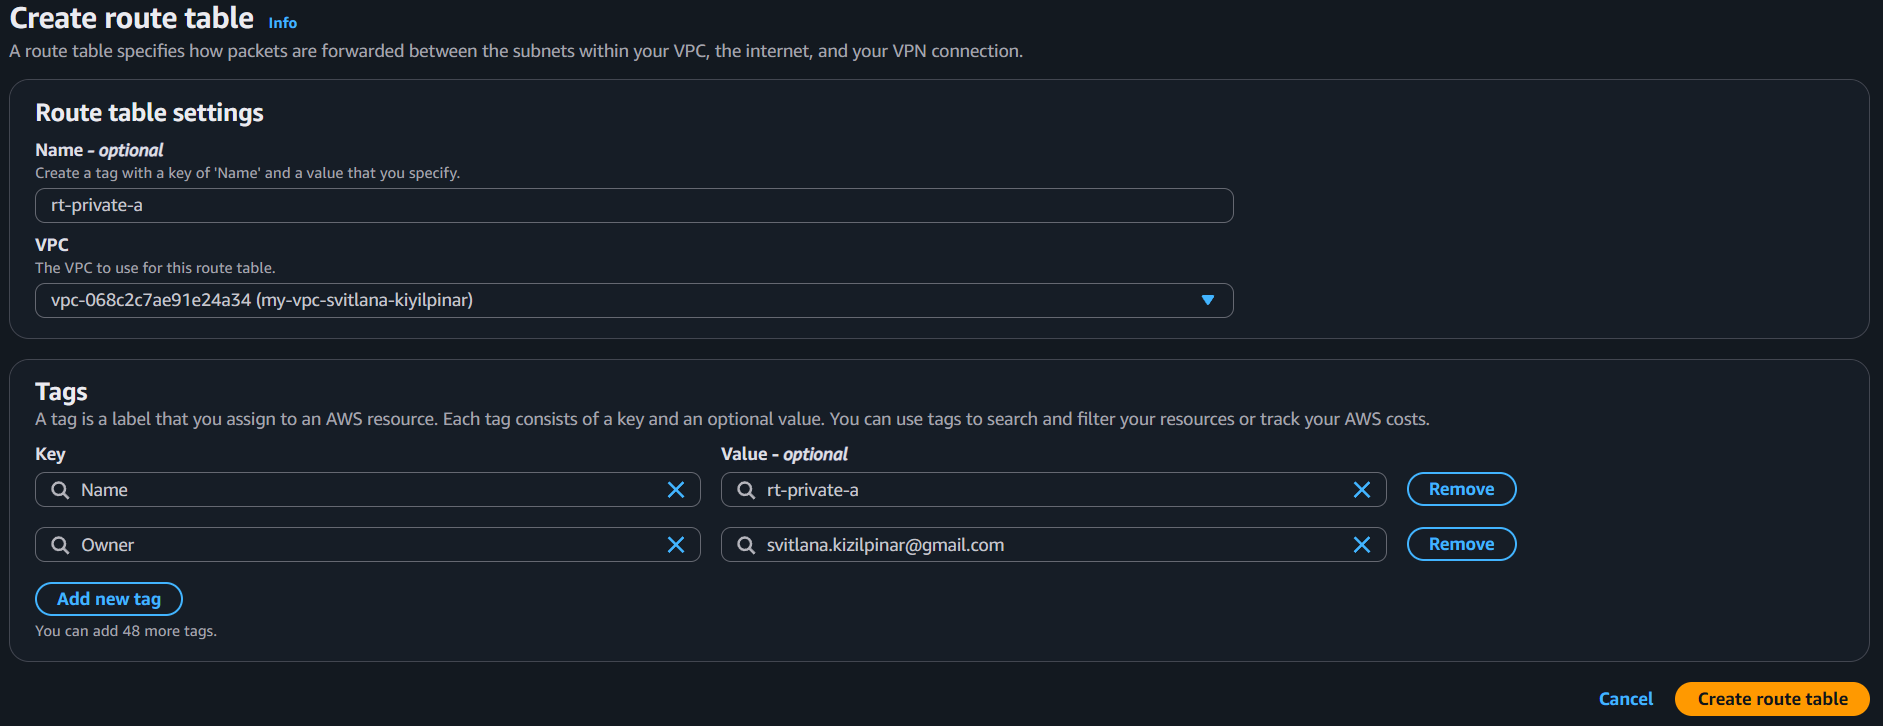 Create route table Info
A route table specifies how packets are forwarded between the subnets within your VPC, the internet, and your VPN connection.
Route table settings
Name - optional
Create a tag with a key of 'Name' and a value that you specify.
rt-private-a
VPC
The VPC to use for this route table.
vpc-068c2c7ae91e24a34 (my-vpc-svitlana-kiyilpinar)
Tags
A tag is a label that you assign to an AWS resource. Each tag consists of a key and an optional value. You can use tags to search and filter your resources or track your AWS costs.
Key Value - optional
Name rt-private-a Remove
Owner svitlana.kizilpinar@gmail.com Remove
Add new tag
You can add 48 more tags.
Cancel Create route table